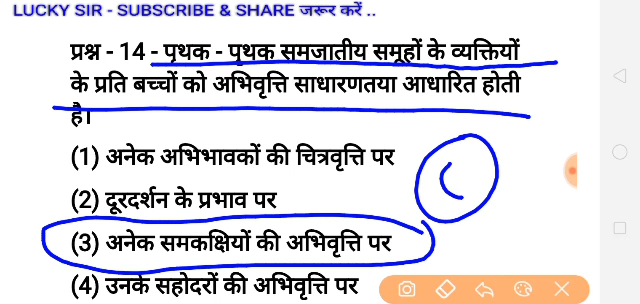 LUCKY SIR - SUBSCRIBE & SHARE जरूर करें ..
प्रश्न - 14 - पृथक - पृथक समजातीय समूहों के व्यक्तियों
के प्रति बच्चों को अभिवृत्ति साधारणतया आधारित होती
है।
(1) अनेक अभिभावकों की चित्रवृत्ति पर
(2) दूरदर्शन के प्रभाव पर
(3) अनेक समकक्षियों की अभिवृत्ति पर
(4) उनके सहोदरों की अभिवृत्ति पर